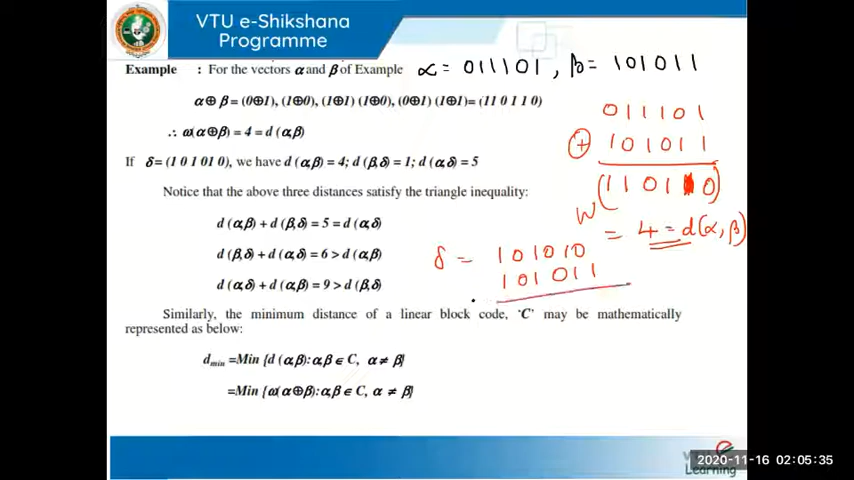 VTU e-Shikshana
Programme
Example : For the vectors α and β of Example α = 011101 , β = 101011
α⊕β = (0⊕1), (1⊕0), (1⊕1) (1⊕0), (0⊕1) (1⊕1)= (11 0 1 1 0)
011101
∴ ω(α⊕β) = 4 = d (α,β)
⊕ 101011
If δ= (1 0 1 01 0), we have d (α,β) = 4; d (β,δ) = 1; d (α,δ) = 5
W (110110)
Notice that the above three distances satisfy the triangle inequality:
d (α,β) + d (β,δ) = 5 = d (α,δ)
= 4 = d(α,β)
d (β,δ) + d (α,δ) = 6 > d (α,β)
δ = 101010
101011
d (α,δ) + d (α,β) = 9 > d (β,δ)
Similarly, the minimum distance of a linear block code, 'C' may be mathematically
represented as below:
dmin =Min {d (α,β):α,β ∈ C, α ≠ β}
=Min {ω(α⊕β):α,β ∈ C, α ≠ β}
2020-11-16 02:05:35
Learning